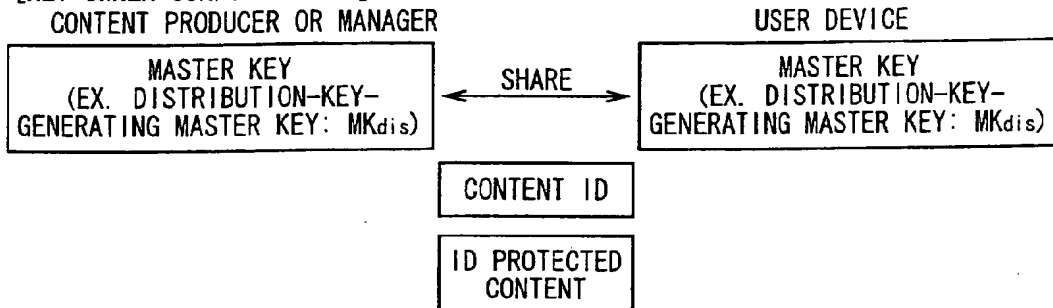 CONTENT PRODUCER OR MANAGER
USER DEVICE
MASTER KEY
(EX. DISTRIBUTION-KEY-
GENERATING MASTER KEY: MKdis)
SHARE
MASTER KEY
(EX. DISTRIBUTION-KEY-
GENERATING MASTER KEY: MKdis)
CONTENT ID
ID PROTECTED
CONTENT